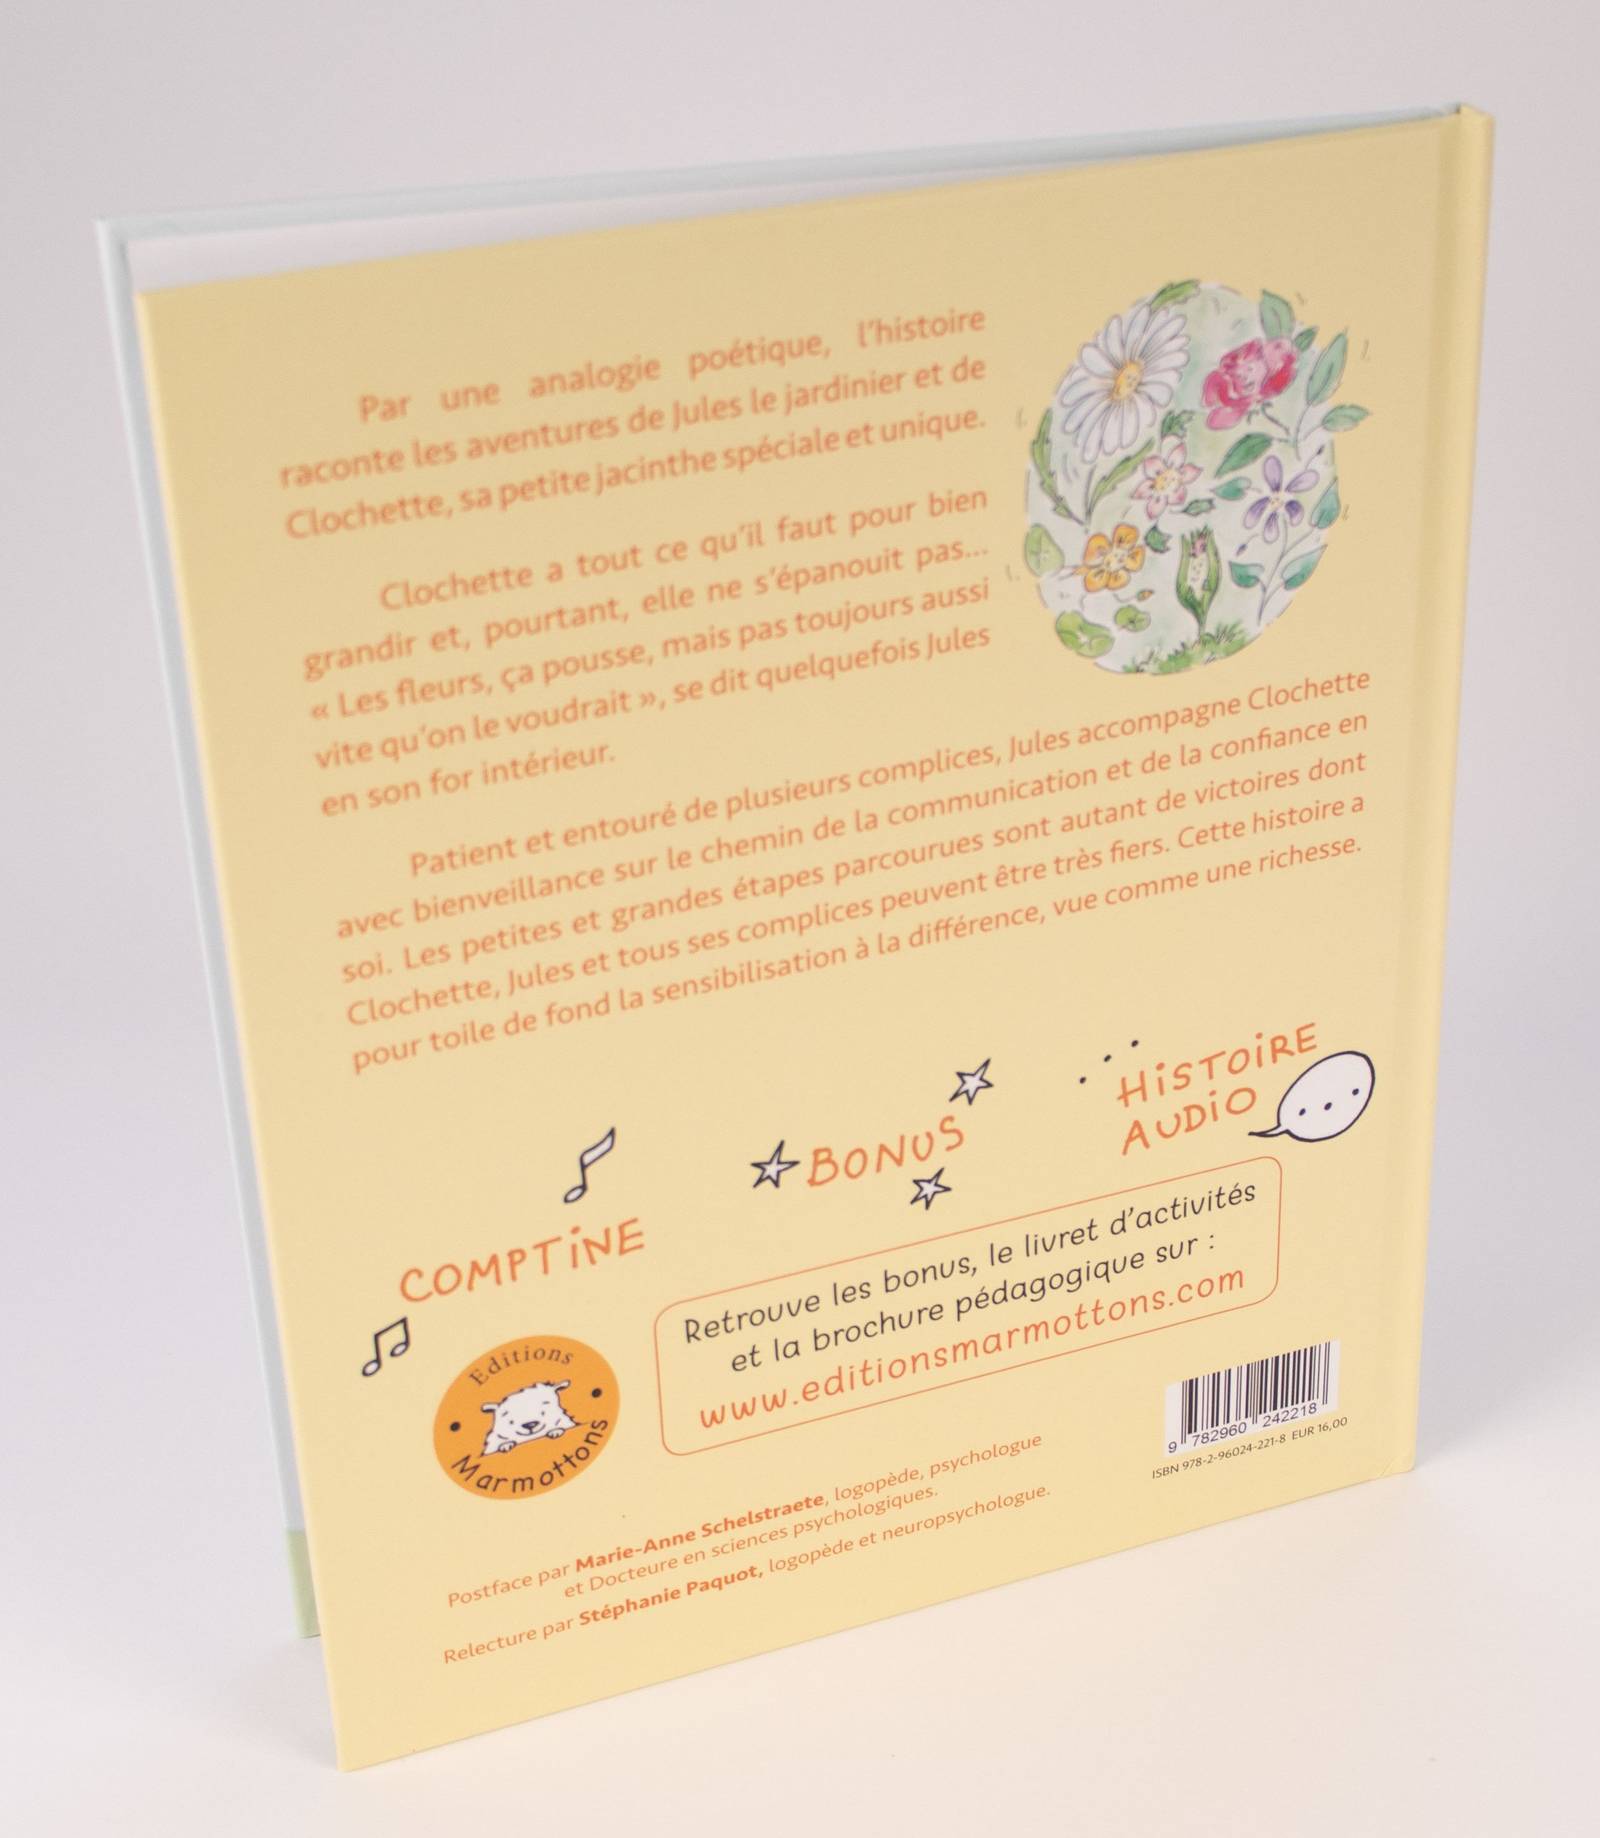 Par une analogie poétique, l'histoire
raconte les aventures de Jules le jardinier et de
Clochette, sa petite jacinthe spéciale et unique.
Clochette a tout ce qu'il faut pour bien
grandir et, pourtant, elle ne s'épanouit pas...
« Les fleurs, ça pousse, mais pas toujours aussi
vite qu'on le voudrait », se dit quelquefois Jules
en son for intérieur.
Patient et entouré de plusieurs complices, Jules accompagne Clochette
avec bienveillance sur le chemin de la communication et de la confiance en
soi. Les petites et grandes étapes parcourues sont autant de victoires dont
Clochette, Jules et tous ses complices peuvent être très fiers. Cette histoire a
pour toile de fond la sensibilisation à la différence, vue comme une richesse.
COMPTINE
BONUS
HISTOIRE
AUDIO
Retrouve les bonus, le livret d'activités
et la brochure pédagogique sur :
www.editionsmarmottons.com
Editions
Marmottons
9 782960 242218
ISBN 978-2-96024-221-8 EUR 16,00
Postface par Marie-Anne Schelstraete, logopède, psychologue
et Docteure en sciences psychologiques.
Relecture par Stéphanie Paquot, logopède et neuropsychologue.